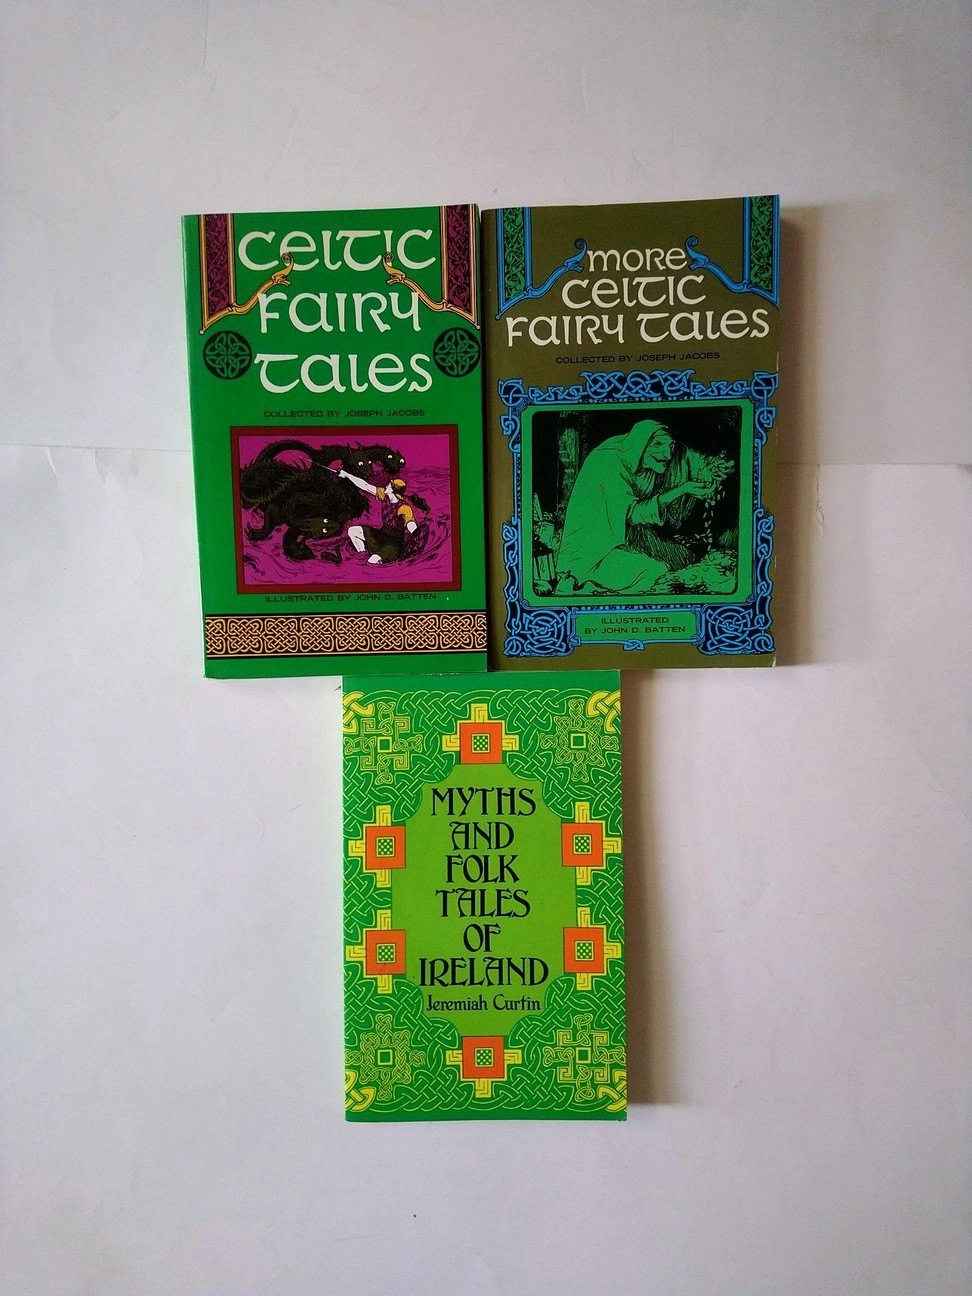 CELTIC
FAIRY
TALES
COLLECTED BY JOSEPH JACOBS
ILLUSTRATED BY JOHN D. BATTEN
MORE
CELTIC
FAIRY TALES
COLLECTED BY JOSEPH JACOBS
ILLUSTRATED
BY JOHN D. BATTEN
MYTHS
AND
FOLK
TALES
OF
IRELAND
Jeremiah Curtin